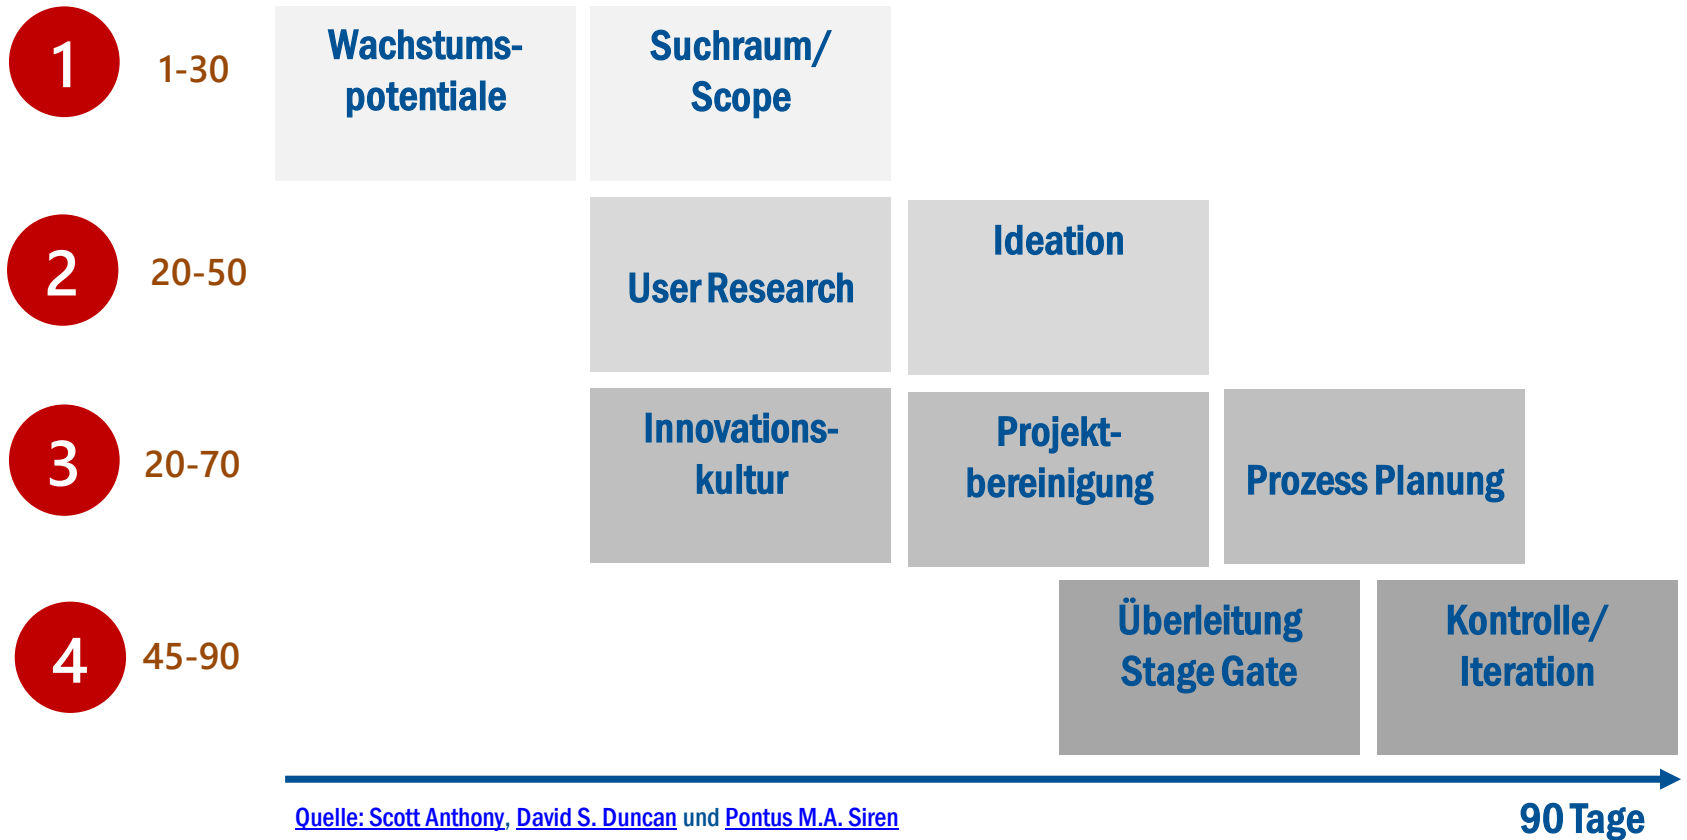 1
1-30
Wachstums-
potentiale
Suchraum/
Scope
2
20-50
User Research
Ideation
3
20-70
Innovations-
kultur
Projekt-
bereinigung
Prozess Planung
4
45-90
Überleitung
Stage Gate
Kontrolle/
Iteration
Quelle: Scott Anthony, David S. Duncan und Pontus M.A. Siren
90 Tage